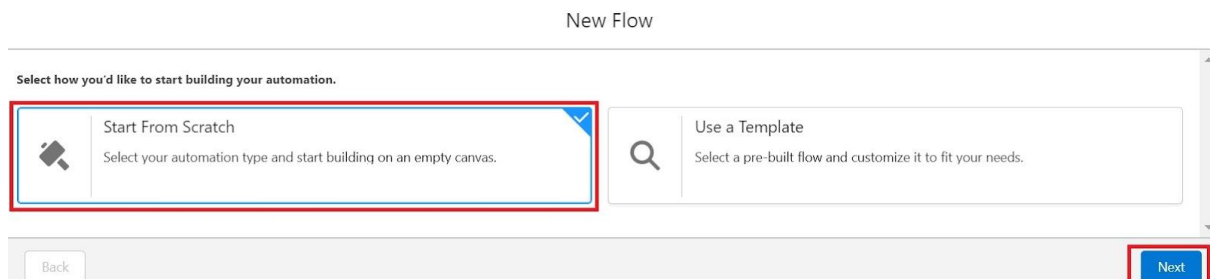 New Flow
Select how you'd like to start building your automation.
Start From Scratch
Select your automation type and start building on an empty canvas.
Use a Template
Select a pre-built flow and customize it to fit your needs.
Back
Next